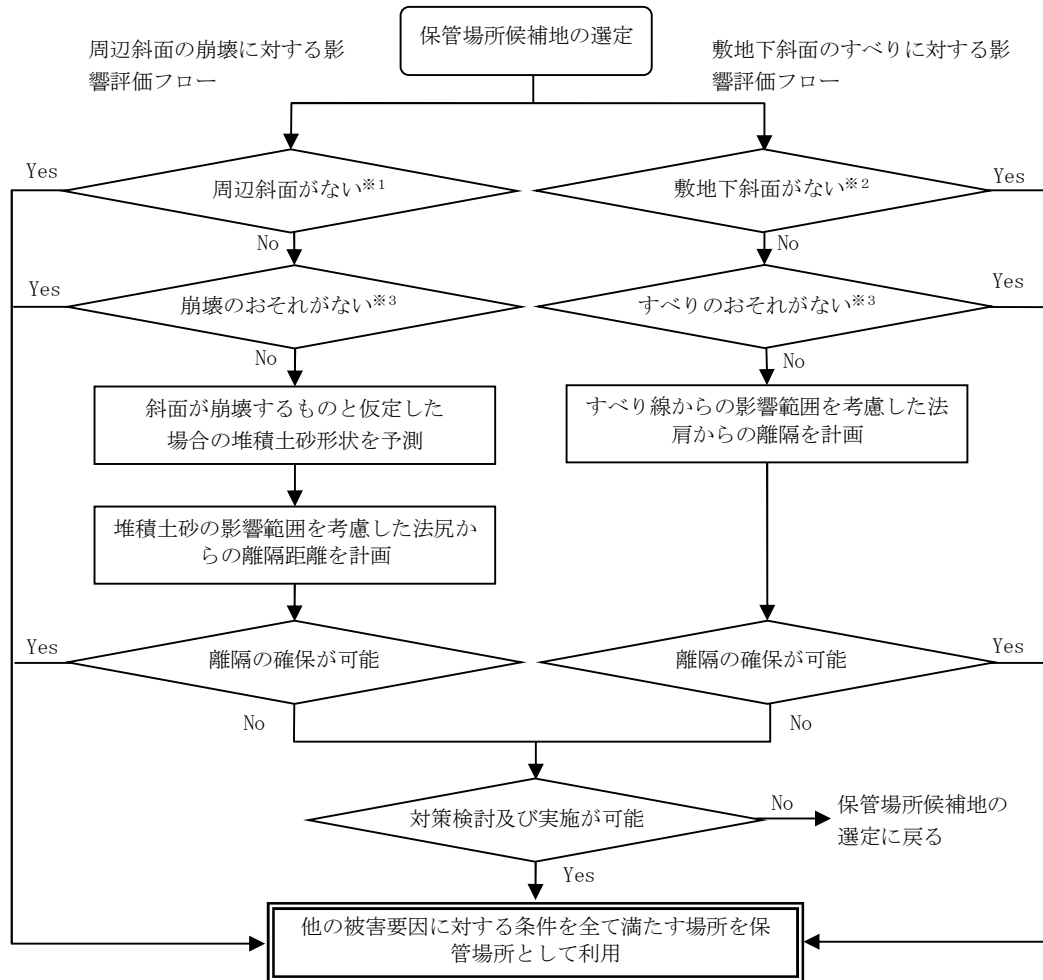 保管場所候補地の選定
周辺斜面の崩壊に対する影
響評価フロー
敷地下斜面のすべりに対する影
響評価フロー
Yes
周辺斜面がない※1
No
敷地下斜面がない※2
Yes
No
Yes
崩壊のおそれがない※3
No
すべりのおそれがない※3
Yes
No
斜面が崩壊するものと仮定した
場合の堆積土砂形状を予測
すべり線からの影響範囲を考慮した法
肩からの離隔を計画
堆積土砂の影響範囲を考慮した法尻か
らの離隔距離を計画
Yes
離隔の確保が可能
No
離隔の確保が可能
Yes
No
対策検討及び実施が可能
No
保管場所候補地の
選定に戻る
Yes
他の被害要因に対する条件を全て満たす場所を保
管場所として利用